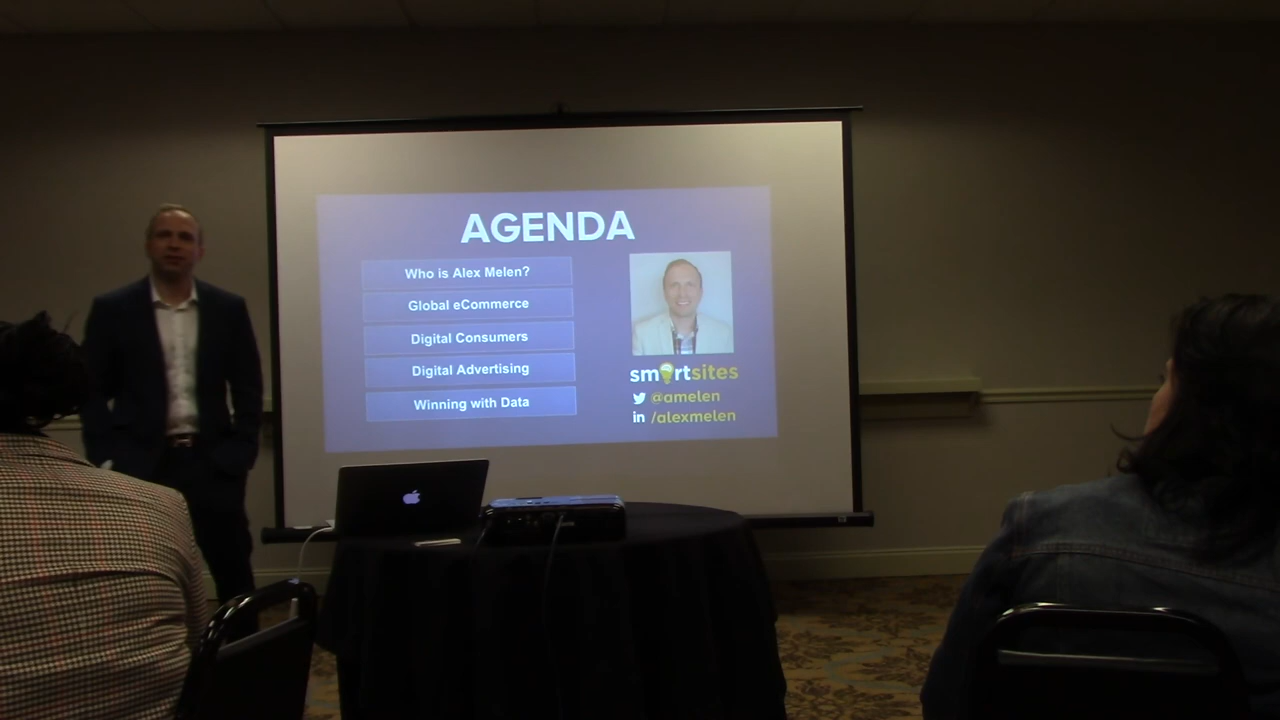 AGENDA
Who is Alex Melen?
Global eCommerce
Digital Consumers
Digital Advertising
Winning with Data
smartsites
@amelen
in /alexmelen